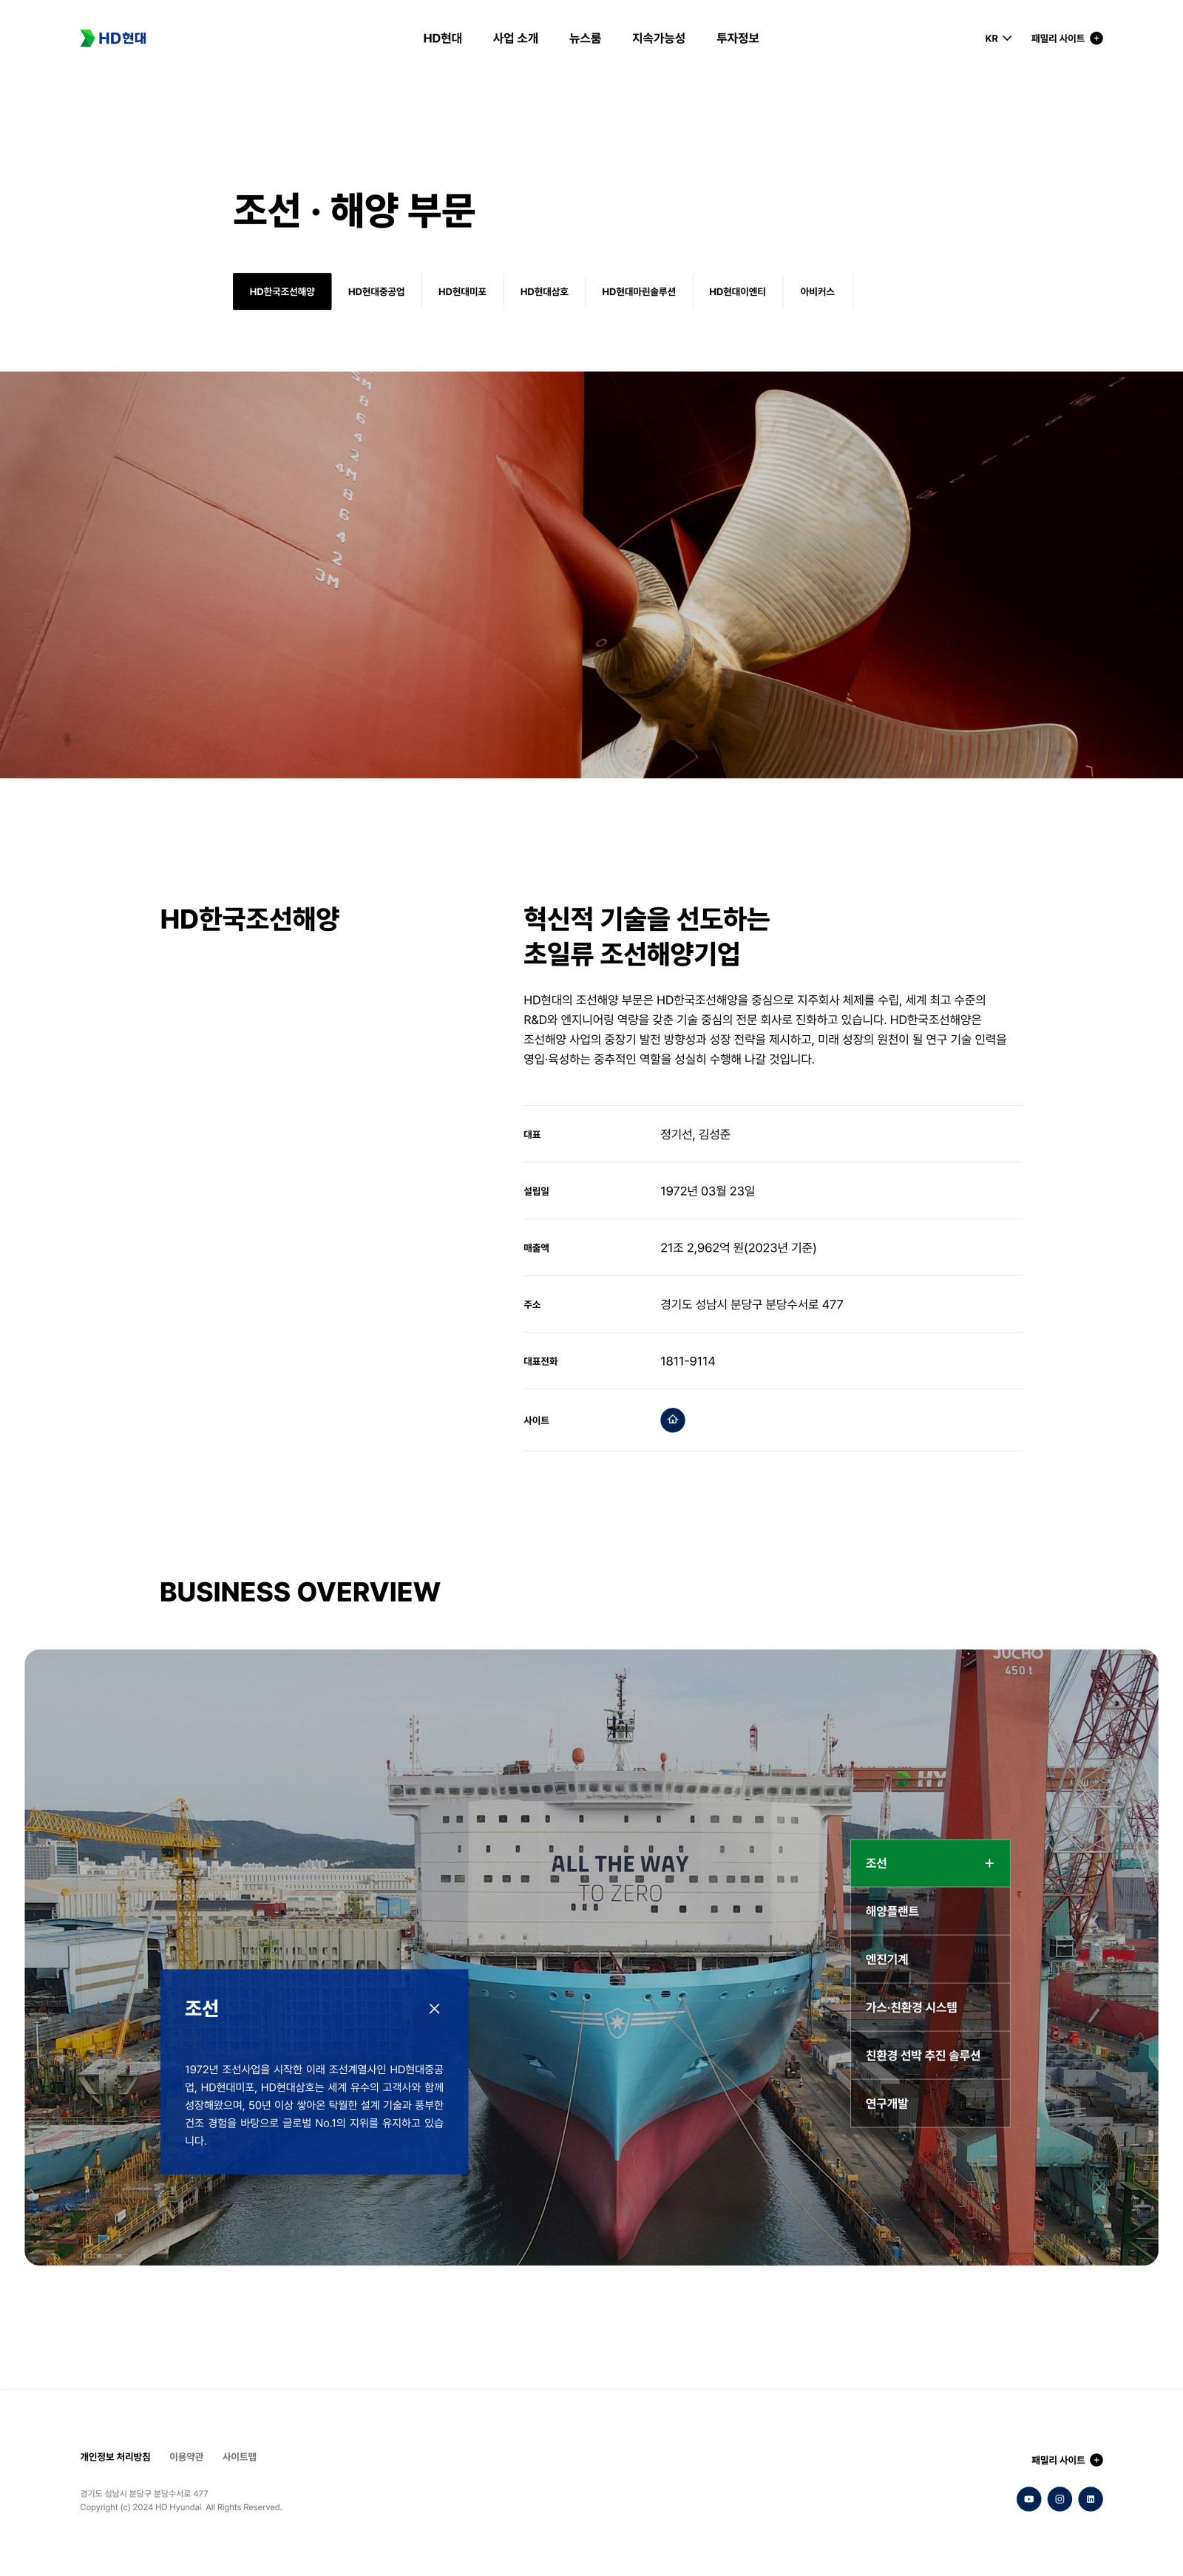 HD현대
HD현대 사업 소개 뉴스룸 지속가능성 투자정보
KR 패밀리 사이트
조선 · 해양 부문
HD한국조선해양 HD현대중공업 HD현대미포 HD현대삼호 HD현대마린솔루션 HD현대이엔티 아비커스
8
6
4
2
4M
8
6
4
2
3M
HD한국조선해양
혁신적 기술을 선도하는
초일류 조선해양기업
HD현대의 조선해양 부문은 HD한국조선해양을 중심으로 지주회사 체제를 수립, 세계 최고 수준의
R&D와 엔지니어링 역량을 갖춘 기술 중심의 전문 회사로 진화하고 있습니다. HD한국조선해양은
조선해양 사업의 중장기 발전 방향성과 성장 전략을 제시하고, 미래 성장의 원천이 될 연구 기술 인력을
영입·육성하는 중추적인 역할을 성실히 수행해 나갈 것입니다.
대표 정기선, 김성준
설립일 1972년 03월 23일
매출액 21조 2,962억 원(2023년 기준)
주소 경기도 성남시 분당구 분당수서로 477
대표전화 1811-9114
사이트
BUSINESS OVERVIEW
JUCHO
450 t
HY
ALL THE WAY
TO ZERO
조선
해양플랜트
엔진기계
가스·친환경 시스템
친환경 선박 추진 솔루션
연구개발
조선
1972년 조선사업을 시작한 이래 조선계열사인 HD현대중공
업, HD현대미포, HD현대삼호는 세계 유수의 고객사와 함께
성장해왔으며, 50년 이상 쌓아온 탁월한 설계 기술과 풍부한
건조 경험을 바탕으로 글로벌 No.1의 지위를 유지하고 있습
니다.
개인정보 처리방침 이용약관 사이트맵
패밀리 사이트
경기도 성남시 분당구 분당수서로 477
Copyright (c) 2024 HD Hyundai All Rights Reserved.